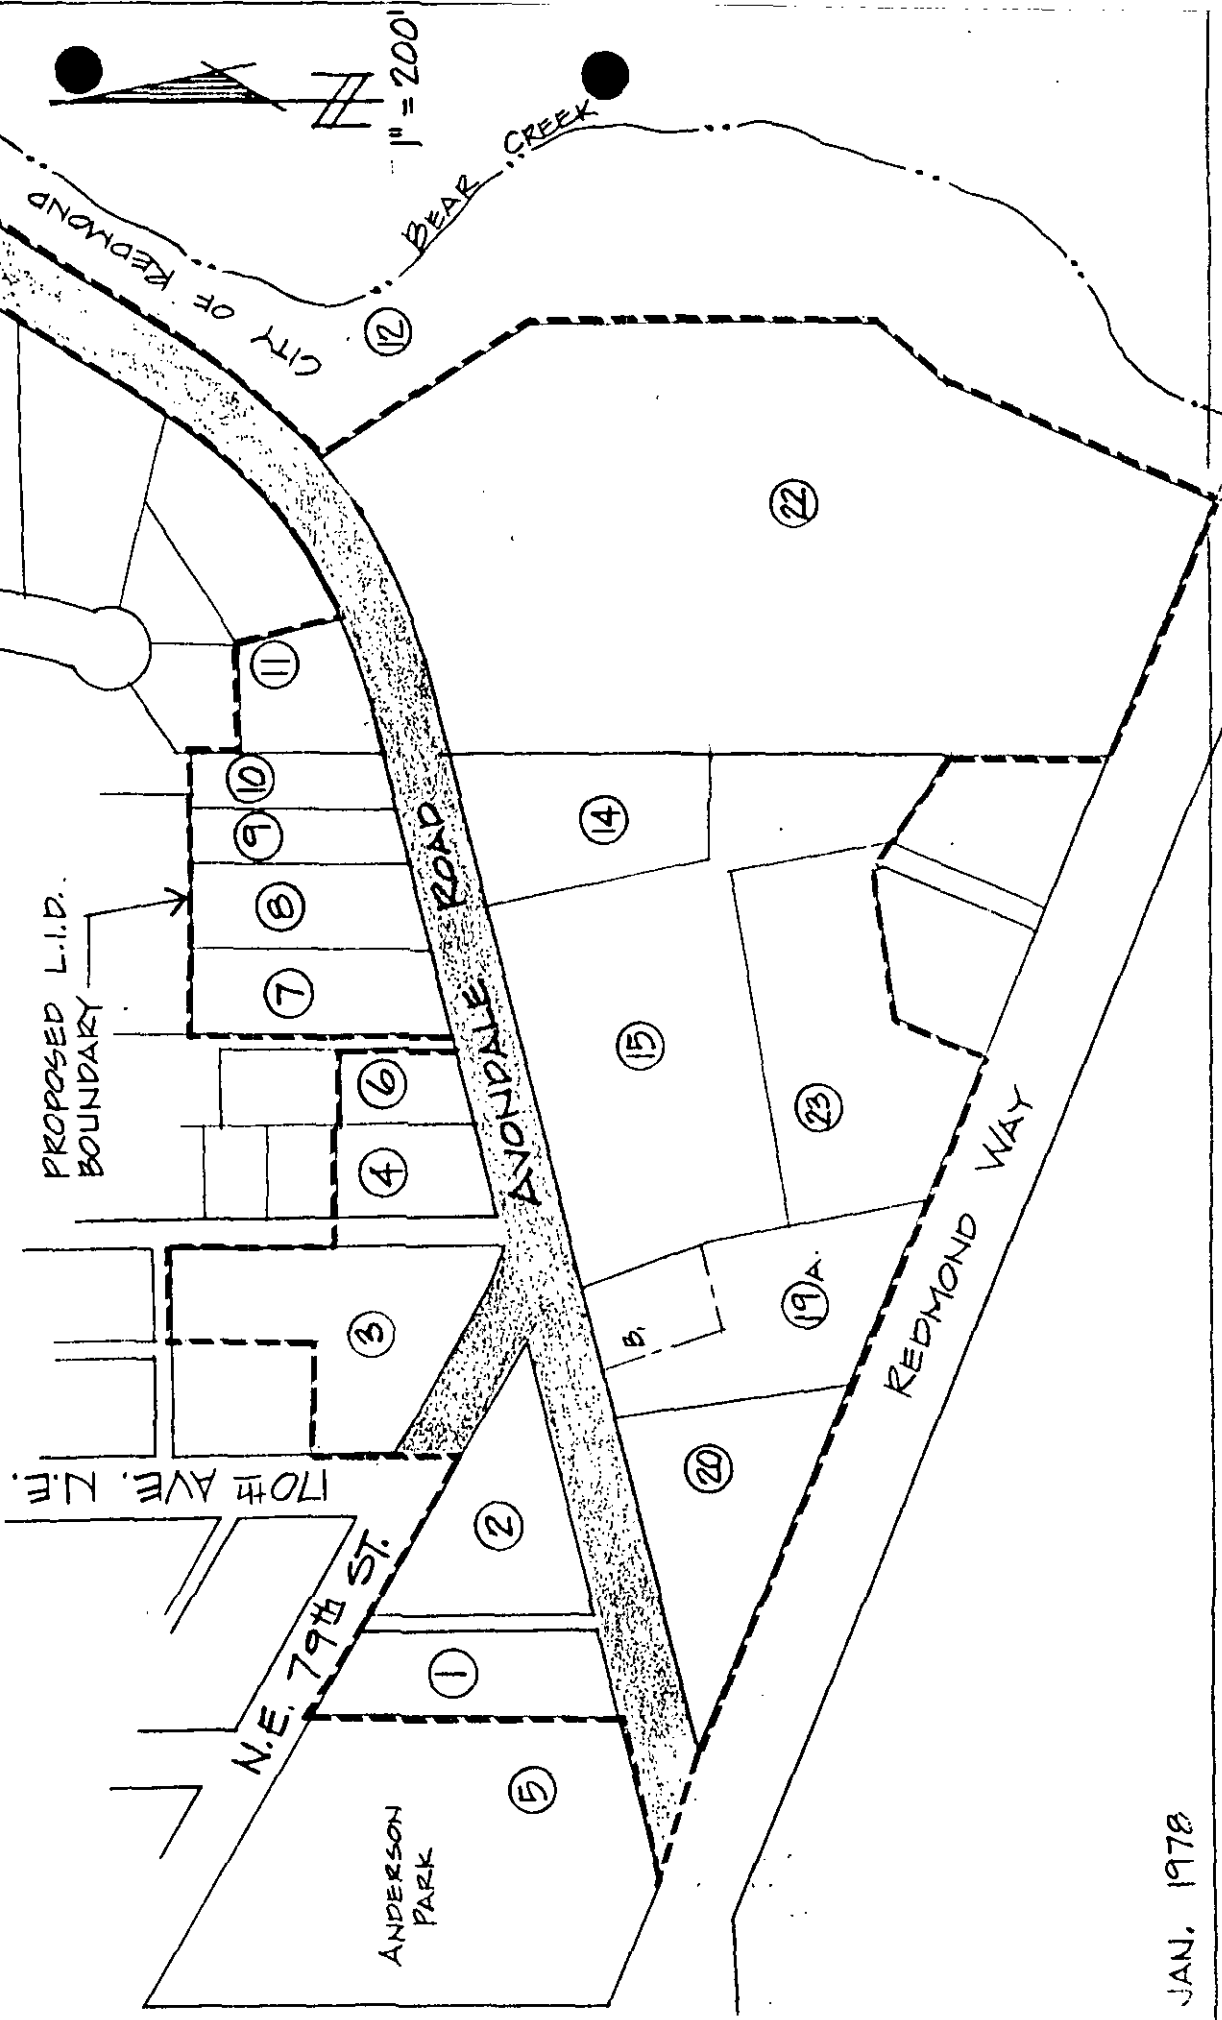 1" = 200'
CITY OF REDMOND
BEAR CREEK
12
22
11
PROPOSED L.I.D.
BOUNDARY
10
9
8
7
6
4
3
14
15
23
AVONDALE ROAD
B.
19 A.
20
REDMOND WAY
170th AVE. N.E.
N.E. 79th ST.
2
1
5
ANDERSON
PARK
JAN. 1978